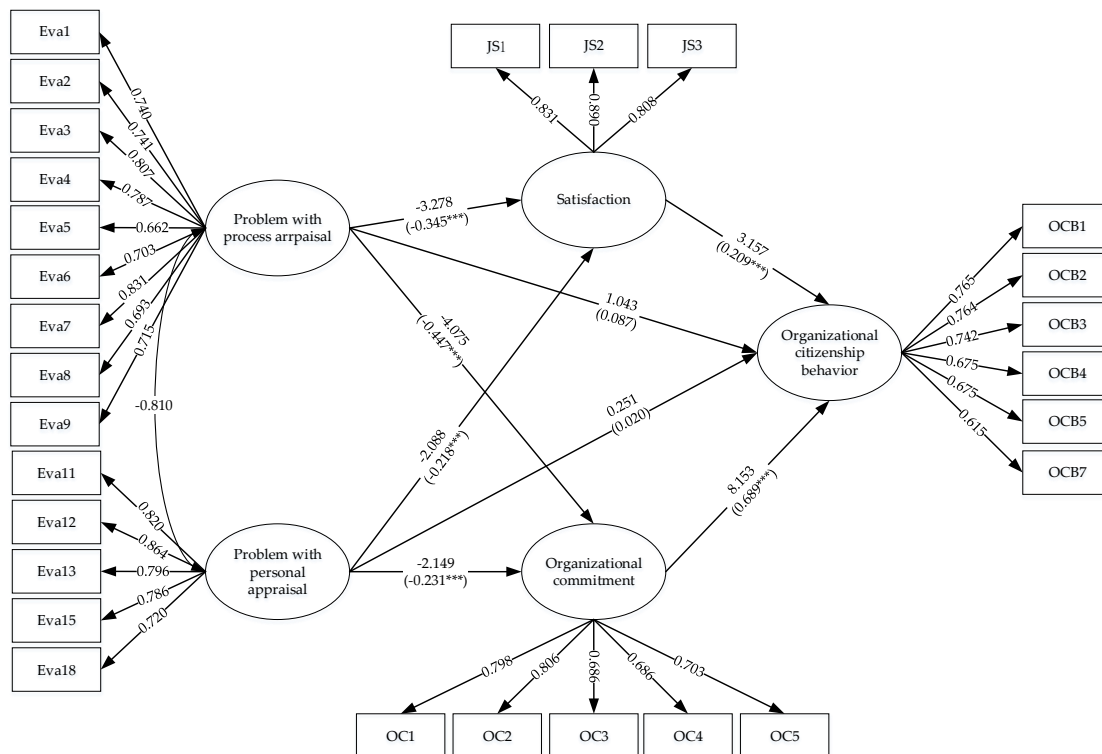 Eva1
Eva2
Eva3
Eva4
Eva5
Eva6
Eva7
Eva8
Eva9
Eva11
Eva12
Eva13
Eva15
Eva18
0.740
0.741
0.807
0.787
0.662
0.703
0.831
0.693
0.715
-0.810
0.820
0.864
0.796
0.786
0.720
Problem with
process arrpaisal
Problem with
personal
appraisal
JS1
JS2
JS3
0.831
0.890
0.808
Satisfaction
-3.278
(-0.345***)
3.157
(0.209***)
1.043
(0.087)
-4.075
(-0.447***)
0.251
(0.020)
-2.088
(-0.218***)
-2.149
(-0.231***)
8.153
(0.689***)
Organizational
commitment
0.798
0.806
0.686
0.686
0.703
OC1
OC2
OC3
OC4
OC5
Organizational
citizenship
behavior
0.765
0.764
0.742
0.675
0.675
0.615
OCB1
OCB2
OCB3
OCB4
OCB5
OCB7